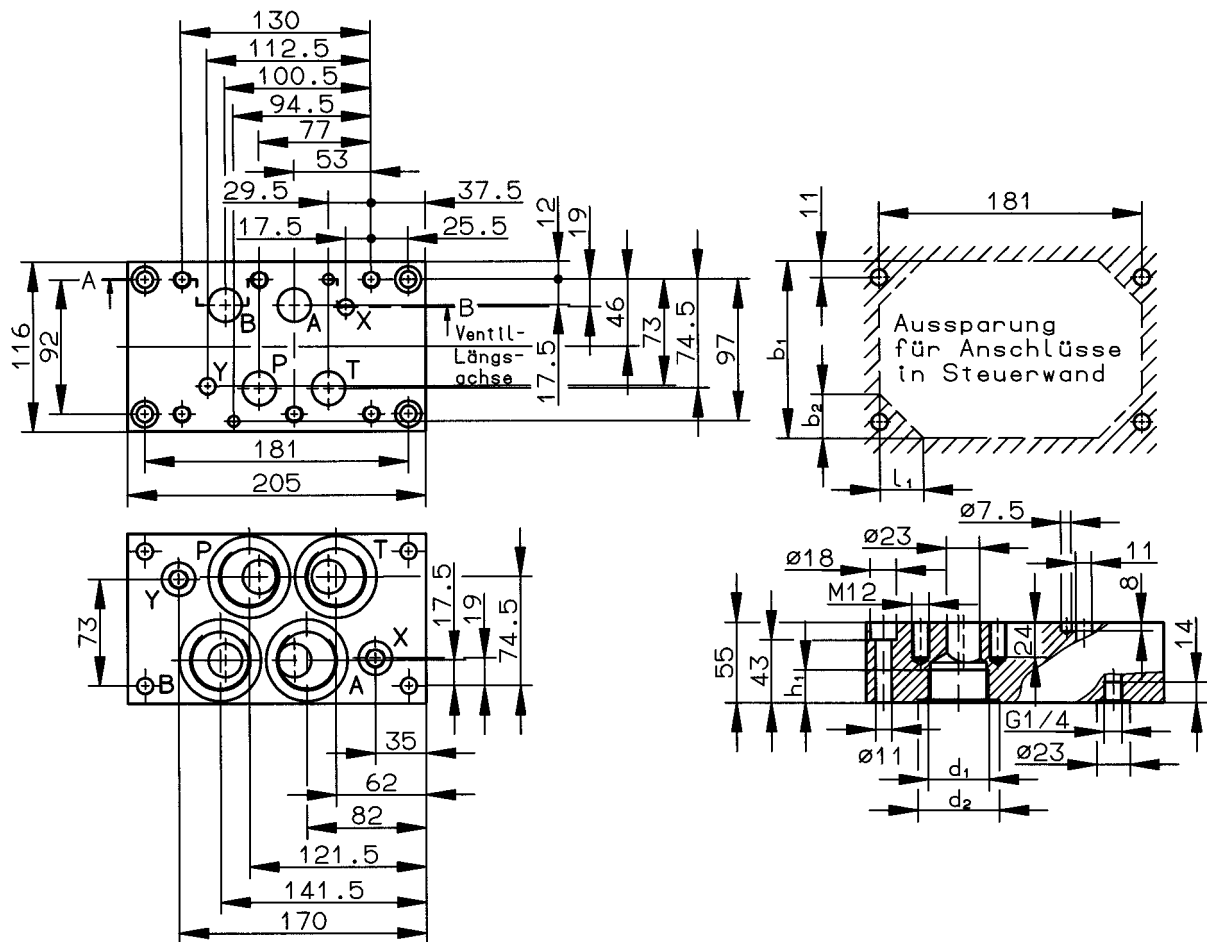 130
112.5
100.5
94.5
77
53
29.5
37.5
17.5
25.5
12
19
A
B
A
X
B
Ventil-
Längs-
achse
Y
P
T
116
92
17.5
46
73
74.5
97
181
205
11
181
Aussparung
für Anschlüsse
in Steuerwand
b₁
b₂
l₁
P
T
Y
X
B
A
73
17.5
19
74.5
35
62
82
121.5
141.5
170
ø7.5
ø23
11
ø18
8
M12
24
14
55
43
h₁
G1/4
ø11
d₁
ø23
d₂